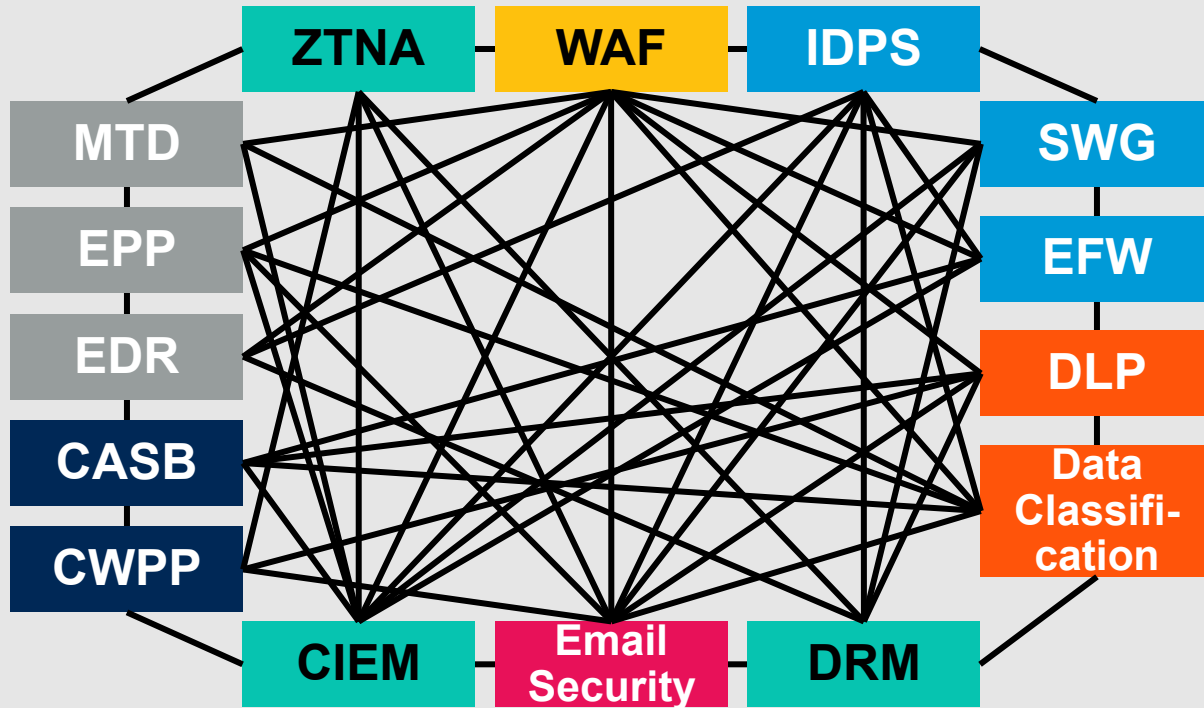 ZTNA
WAF
IDPS
MTD
SWG
EPP
EFW
EDR
DLP
CASB
Data
Classifi-
cation
CWPP
CIEM
Email
Security
DRM